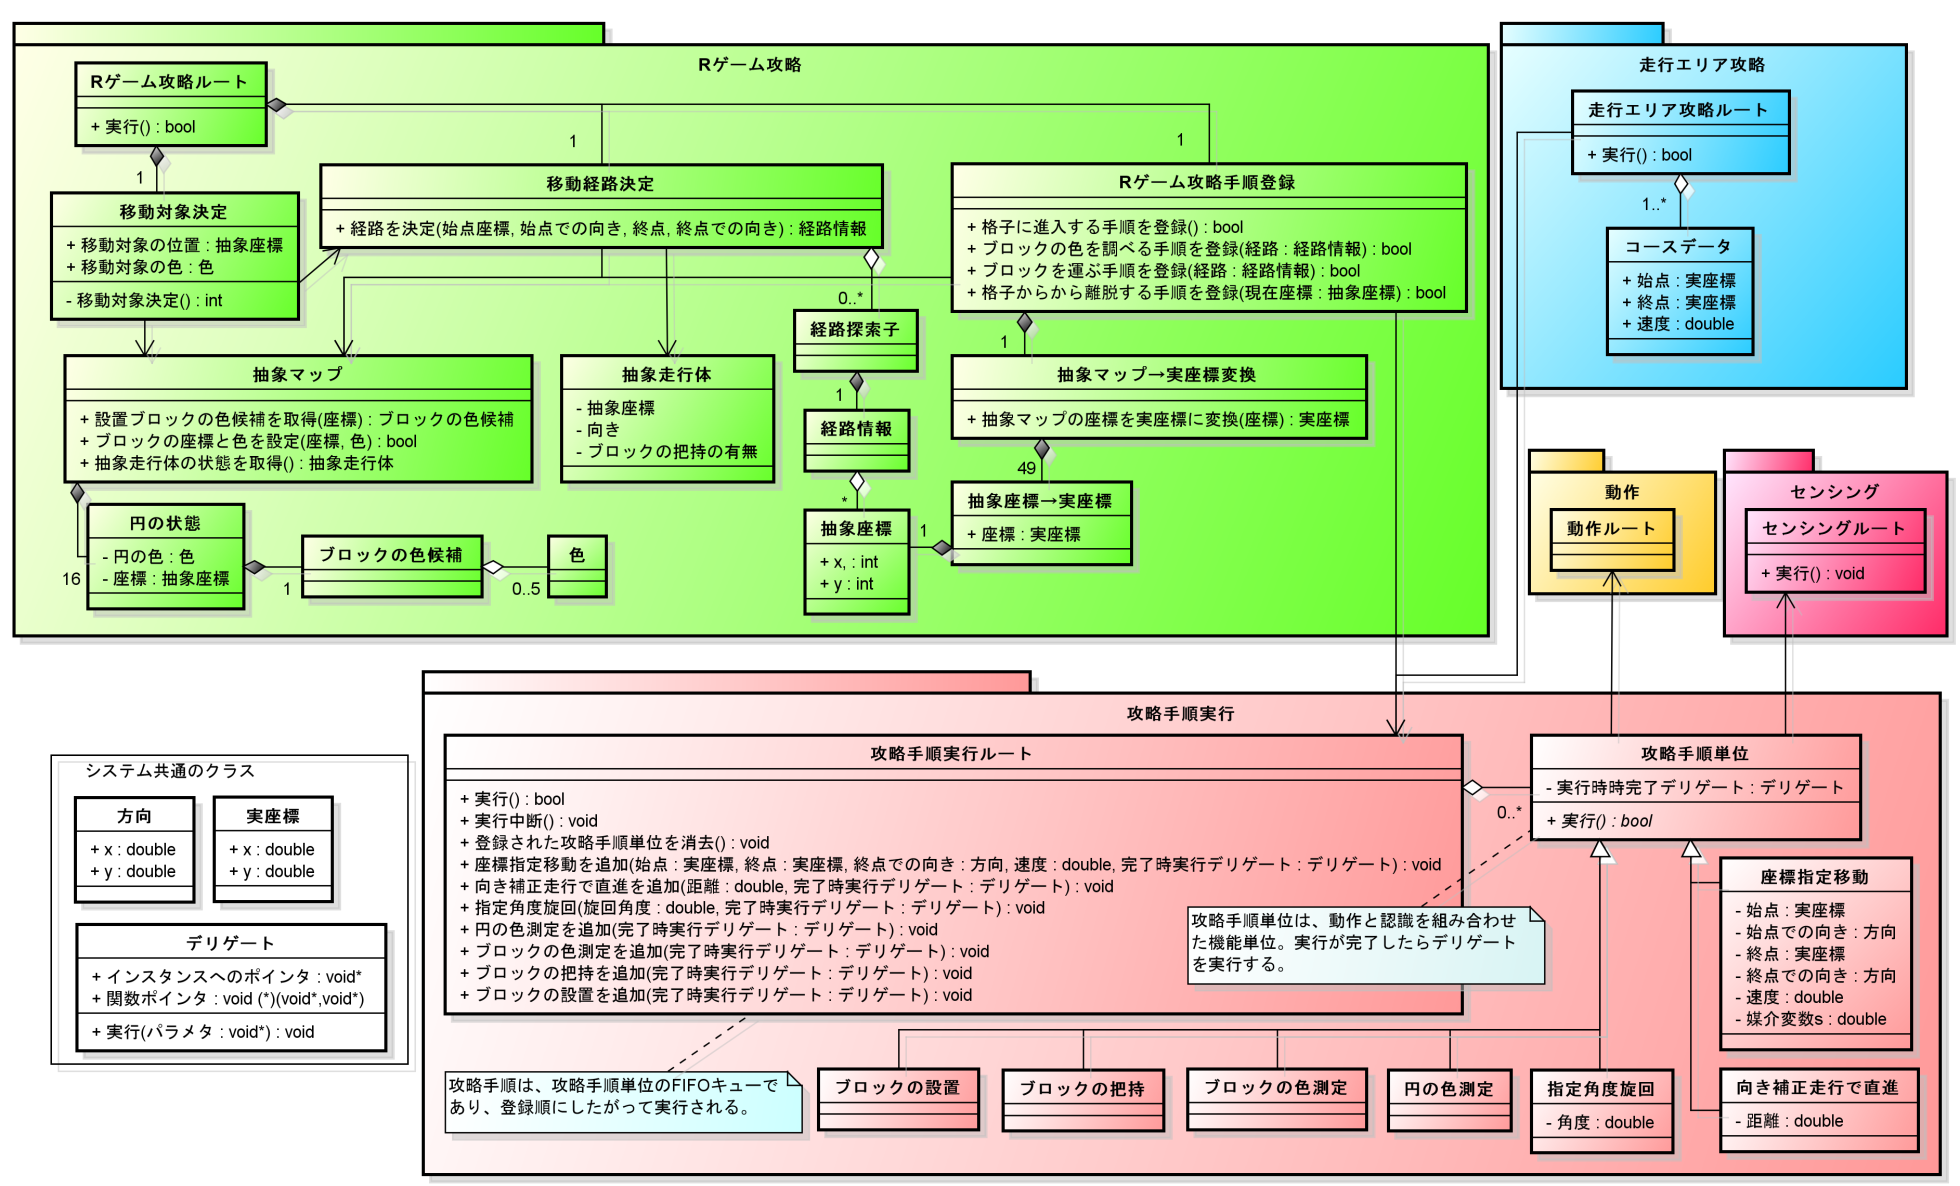 Rゲーム攻略
Rゲーム攻略ルート
+ 実行() : bool
1
1
1
移動対象決定
+ 移動対象の位置 : 抽象座標
+ 移動対象の色 : 色
- 移動対象決定() : int
移動経路決定
+ 経路を決定(始点座標, 始点での向き, 終点, 終点での向き) : 経路情報
Rゲーム攻略手順登録
+ 格子に進入する手順を登録() : bool
+ ブロックの色を調べる手順を登録(経路 : 経路情報) : bool
+ ブロックを運ぶ手順を登録(経路 : 経路情報) : bool
+ 格子からから離脱する手順を登録(現在座標 : 抽象座標) : bool
0..*
経路探索子
1
経路情報
*
抽象座標
+ x, : int
+ y : int
1
抽象マップ
+ 設置ブロックの色候補を取得(座標) : ブロックの色候補
+ ブロックの座標と色を設定(座標, 色) : bool
+ 抽象走行体の状態を取得() : 抽象走行体
抽象走行体
- 抽象座標
- 向き
- ブロックの把持の有無
1
抽象マップ→実座標変換
+ 抽象マップの座標を実座標に変換(座標) : 実座標
49
抽象座標→実座標
+ 座標 : 実座標
16
円の状態
- 円の色 : 色
- 座標 : 抽象座標
1
ブロックの色候補
0..5
色
走行エリア攻略
走行エリア攻略ルート
+ 実行() : bool
1..*
コースデータ
+ 始点 : 実座標
+ 終点 : 実座標
+ 速度 : double
動作
動作ルート
センシング
センシングルート
+ 実行() : void
攻略手順実行
攻略手順実行ルート
+ 実行() : bool
+ 実行中断() : void
+ 登録された攻略手順単位を消去() : void
+ 座標指定移動を追加(始点 : 実座標, 終点 : 実座標, 終点での向き : 方向, 速度 : double, 完了時実行デリゲート : デリゲート) : void
+ 向き補正走行で直進を追加(距離 : double, 完了時実行デリゲート : デリゲート) : void
+ 指定角度旋回(旋回角度 : double, 完了時実行デリゲート : デリゲート) : void
+ 円の色測定を追加(完了時実行デリゲート : デリゲート) : void
+ ブロックの色測定を追加(完了時実行デリゲート : デリゲート) : void
+ ブロックの把持を追加(完了時実行デリゲート : デリゲート) : void
+ ブロックの設置を追加(完了時実行デリゲート : デリゲート) : void
0..*
攻略手順単位
- 実行時時完了デリゲート : デリゲート
+ 実行() : bool
攻略手順単位は、動作と認識を組み合わせ
た機能単位。実行が完了したらデリゲート
を実行する。
座標指定移動
- 始点 : 実座標
- 始点での向き : 方向
- 終点 : 実座標
- 終点での向き : 方向
- 速度 : double
- 媒介変数s : double
攻略手順は、攻略手順単位のFIFOキューで
あり、登録順にしたがって実行される。
ブロックの設置
ブロックの把持
ブロックの色測定
円の色測定
指定角度旋回
- 角度 : double
向き補正走行で直進
- 距離 : double
システム共通のクラス
方向
+ x : double
+ y : double
実座標
+ x : double
+ y : double
デリゲート
+ インスタンスへのポインタ : void*
+ 関数ポインタ : void (*)(void*,void*)
+ 実行(パラメタ : void*) : void